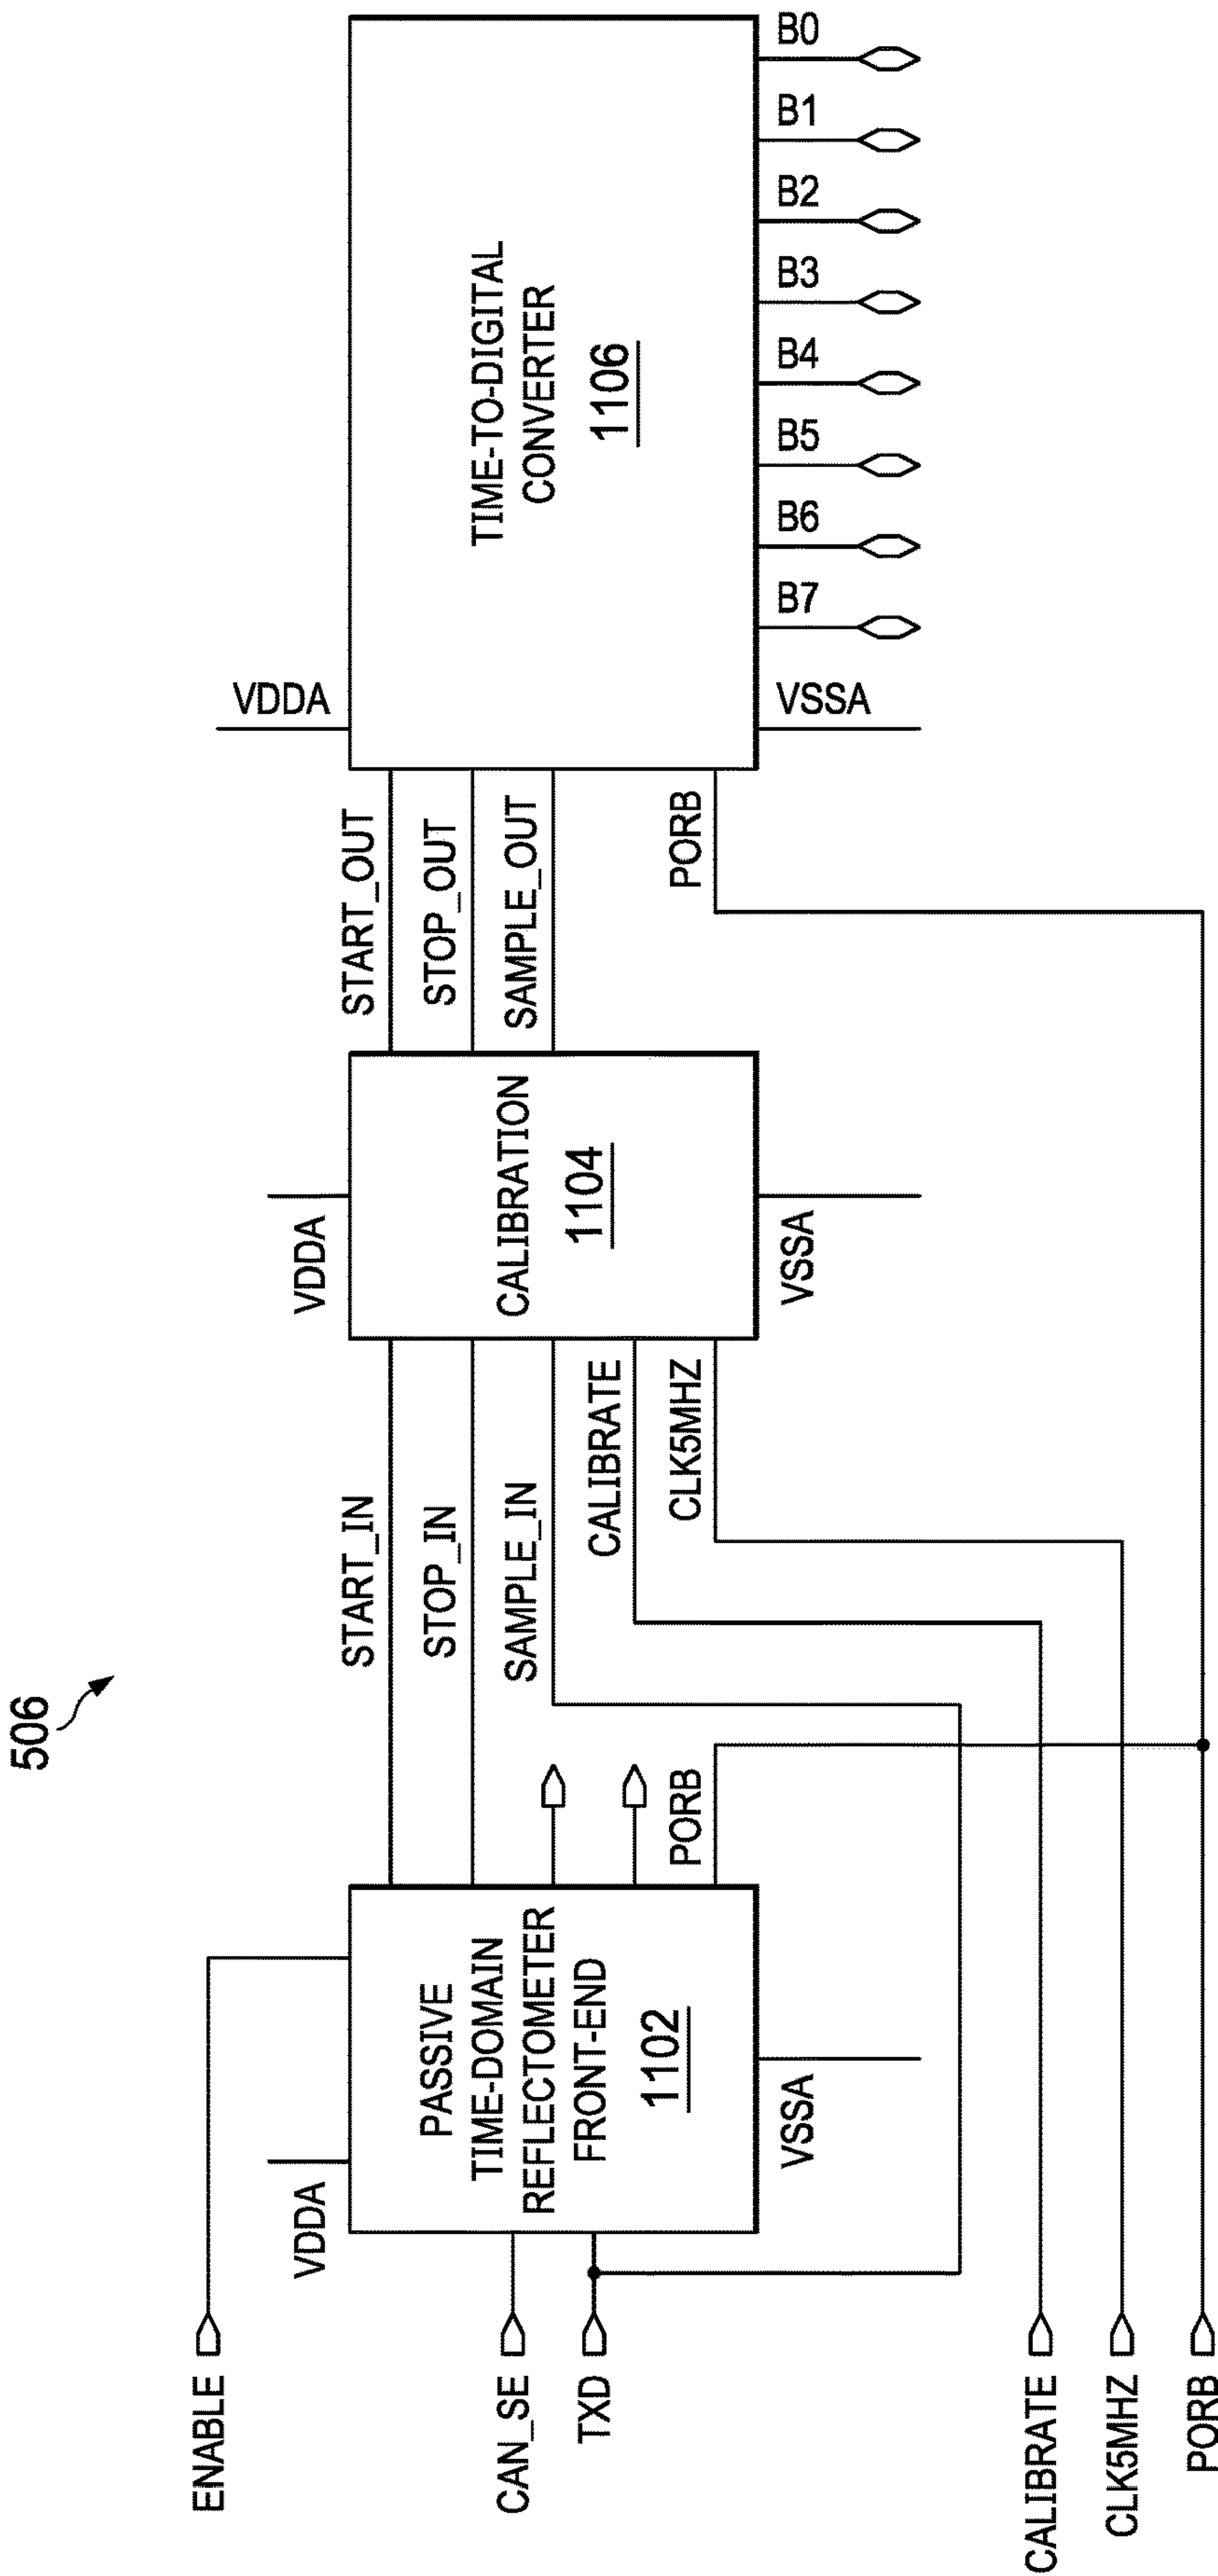 506
ENABLE
CAN_SE
TXD
CALIBRATE
CLK5MHZ
PORB
VDDA
PASSIVE
TIME-DOMAIN
REFLECTOMETER
FRONT-END
1102
VSSA
PORB
START_IN
STOP_IN
SAMPLE_IN
CALIBRATE
CLK5MHZ
VDDA
CALIBRATION
1104
VSSA
START_OUT
STOP_OUT
SAMPLE_OUT
PORB
VDDA
TIME-TO-DIGITAL
CONVERTER
1106
VSSA
B7
B6
B5
B4
B3
B2
B1
B0